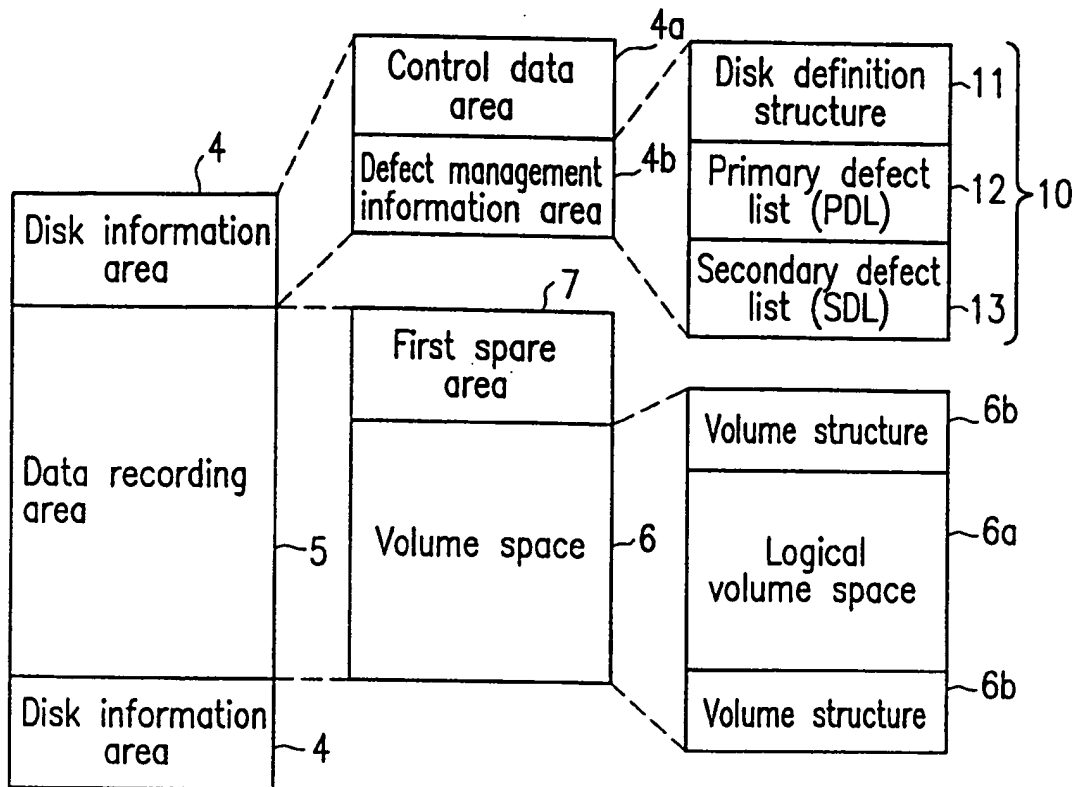 4
Disk information
area
Data recording
area
5
Disk information
area
4
4a
Control data
area
4b
Defect management
information area
7
First spare
area
Volume space
6
11
Disk definition
structure
12
Primary defect
list (PDL)
10
Secondary defect
list (SDL)
13
6b
Volume structure
6a
Logical
volume space
6b
Volume structure